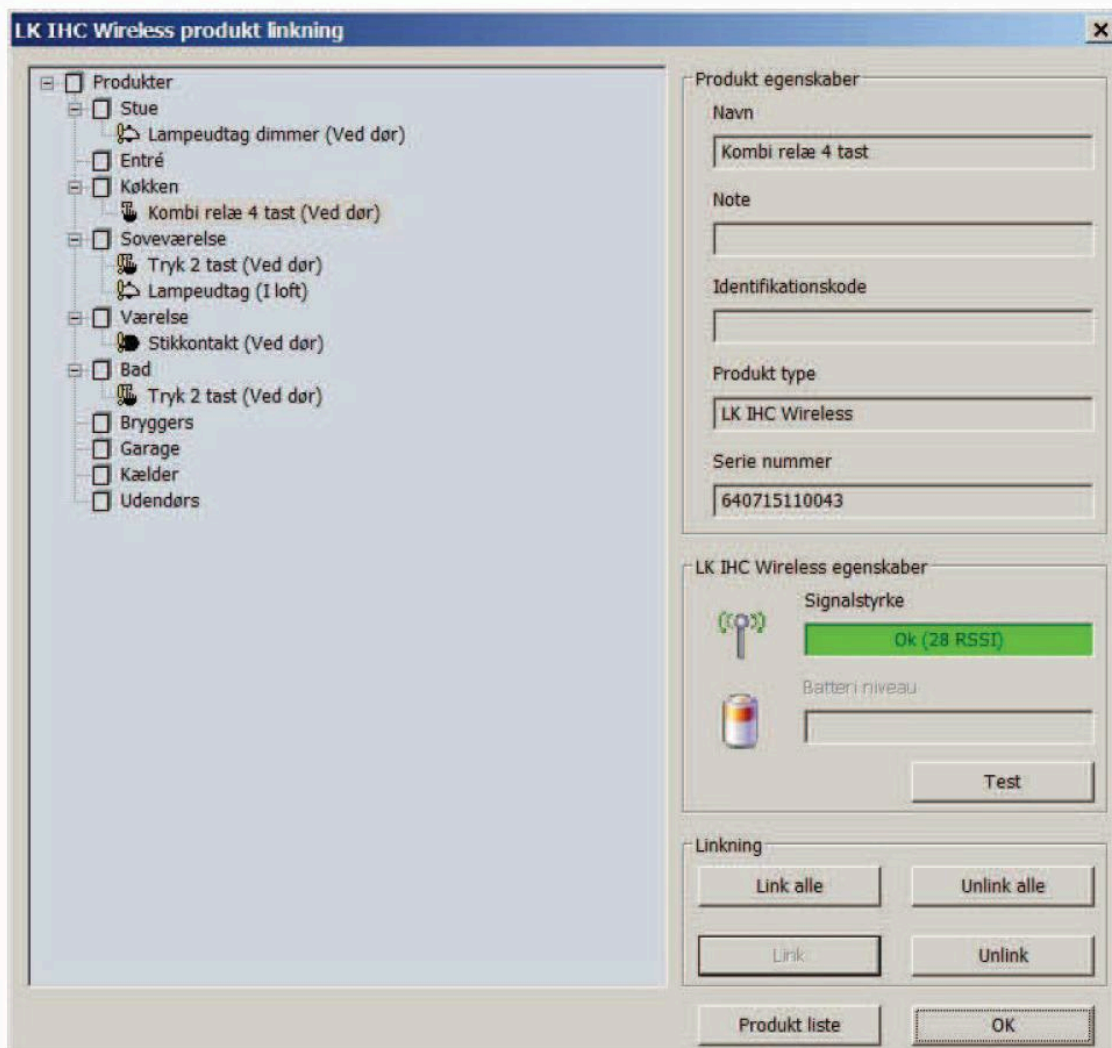 LK IHC Wireless produkt linkning
Produkter
Stue
Lampeudtag dimmer (Ved dør)
Entré
Køkken
Kombi relæ 4 tast (Ved dør)
Soveværelse
Tryk 2 tast (Ved dør)
Lampeudtag (I loft)
Værelse
Stikkontakt (Ved dør)
Bad
Tryk 2 tast (Ved dør)
Bryggers
Garage
Kælder
Udendørs
Produkt egenskaber
Navn
Kombi relæ 4 tast
Note
Identifikationskode
Produkt type
LK IHC Wireless
Serie nummer
640715110043
LK IHC Wireless egenskaber
Signalstyrke
Ok (28 RSSI)
Batteri niveau
Test
Linkning
Link alle
Unlink alle
Link
Unlink
Produkt liste
OK